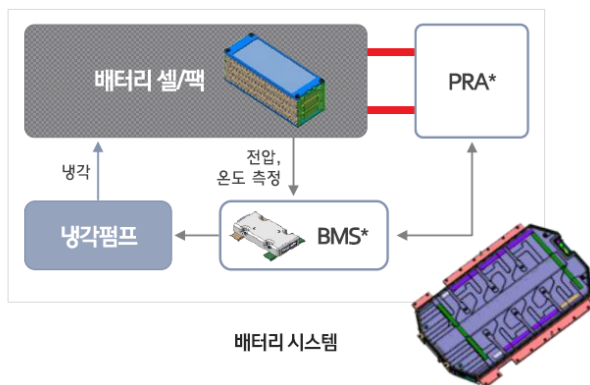 배터리 셀/팩
PRA*
냉각
전압,
온도 측정
냉각펌프
BMS*
배터리 시스템